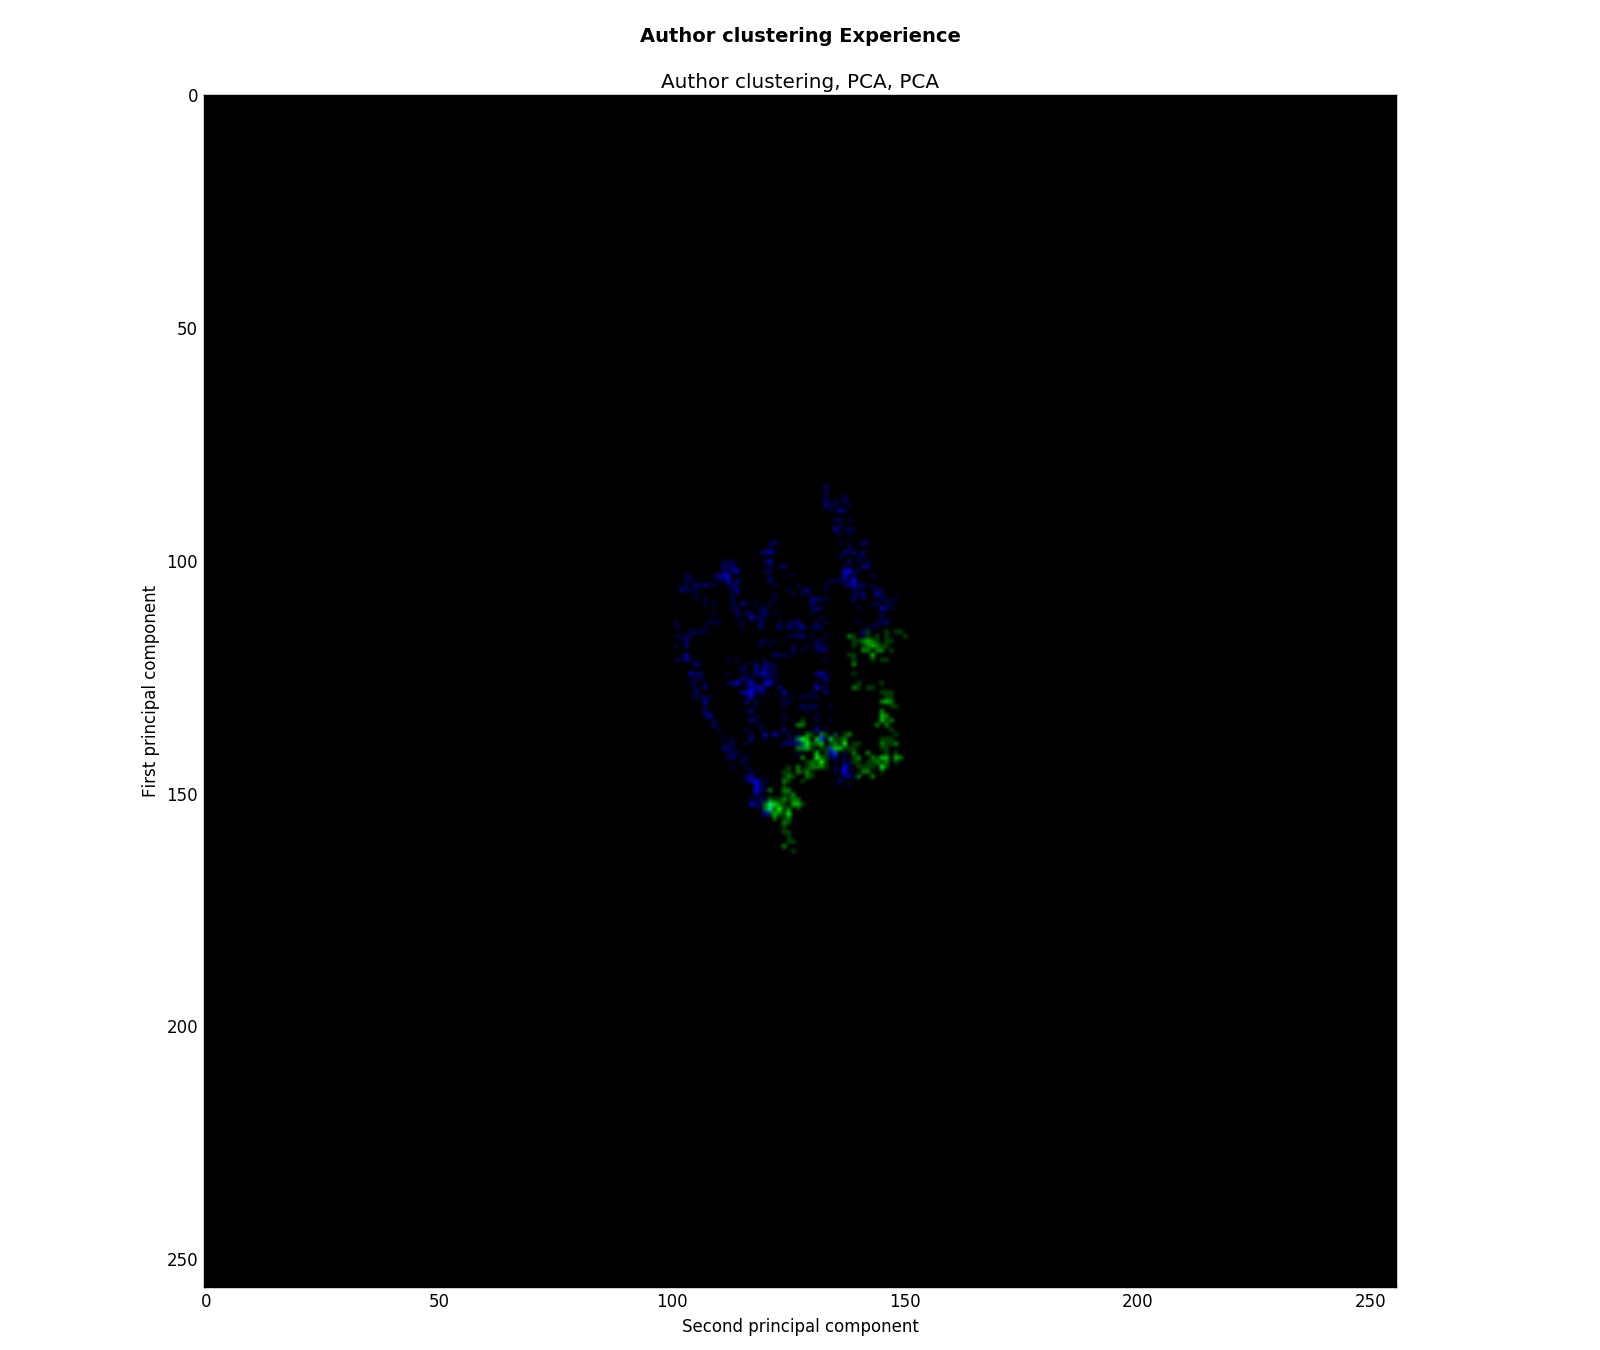 Author clustering Experience
Author clustering, PCA, PCA
0
50
100
150
200
250
First principal component
0 50 100 150 200 250
Second principal component